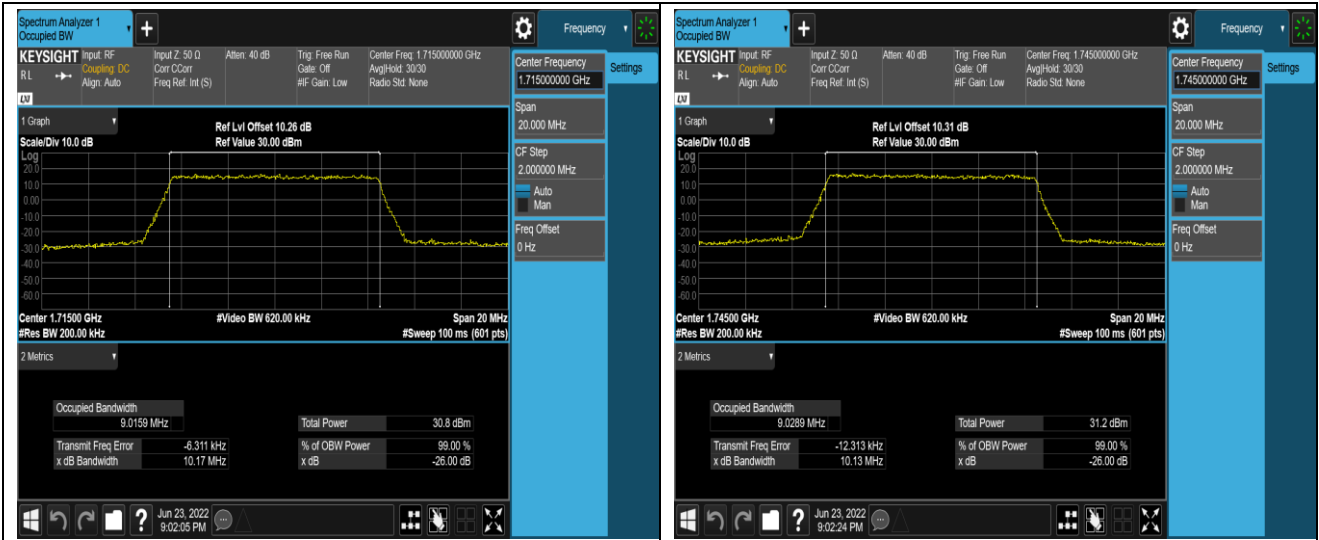 Spectrum Analyzer 1
Occupied BW
Frequency
KEYSIGHT Input: RF Input Z: 50 Ω Atten: 40 dB Trig: Free Run Center Freq: 1.715000000 GHz
Coupling: DC Corr CCorr Gate: Off Avg|Hold: 30/30
RL Align: Auto Freq Ref: Int (S) #IF Gain: Low Radio Std: None
LXI
Center Frequency
1.715000000 GHz
Settings
Span
20.000 MHz
CF Step
2.000000 MHz
Auto
Man
Freq Offset
0 Hz
1 Graph
Ref Lvl Offset 10.26 dB
Scale/Div 10.0 dB Ref Value 30.00 dBm
Log
20.0
10.0
0.00
-10.0
-20.0
-30.0
-40.0
-50.0
-60.0
Center 1.71500 GHz #Video BW 620.00 kHz Span 20 MHz
#Res BW 200.00 kHz #Sweep 100 ms (601 pts)
2 Metrics
Occupied Bandwidth
9.0159 MHz Total Power 30.8 dBm
Transmit Freq Error -6.311 kHz % of OBW Power 99.00 %
x dB Bandwidth 10.17 MHz x dB -26.00 dB
Jun 23, 2022
9:02:05 PM
Spectrum Analyzer 1
Occupied BW
Frequency
KEYSIGHT Input: RF Input Z: 50 Ω Atten: 40 dB Trig: Free Run Center Freq: 1.745000000 GHz
Coupling: DC Corr CCorr Gate: Off Avg|Hold: 30/30
RL Align: Auto Freq Ref: Int (S) #IF Gain: Low Radio Std: None
LXI
Center Frequency
1.745000000 GHz
Settings
Span
20.000 MHz
CF Step
2.000000 MHz
Auto
Man
Freq Offset
0 Hz
1 Graph
Ref Lvl Offset 10.31 dB
Scale/Div 10.0 dB Ref Value 30.00 dBm
Log
20.0
10.0
0.00
-10.0
-20.0
-30.0
-40.0
-50.0
-60.0
Center 1.74500 GHz #Video BW 620.00 kHz Span 20 MHz
#Res BW 200.00 kHz #Sweep 100 ms (601 pts)
2 Metrics
Occupied Bandwidth
9.0289 MHz Total Power 31.2 dBm
Transmit Freq Error -12.313 kHz % of OBW Power 99.00 %
x dB Bandwidth 10.13 MHz x dB -26.00 dB
Jun 23, 2022
9:02:24 PM